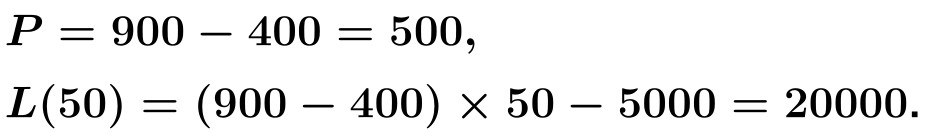 P = 900 − 400 = 500,
L(50) = (900 − 400) × 50 − 5000 = 20000.